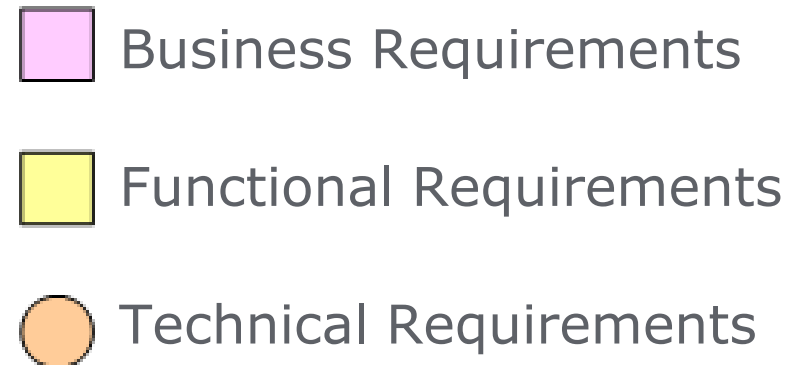 Business Requirements
Functional Requirements
Technical Requirements